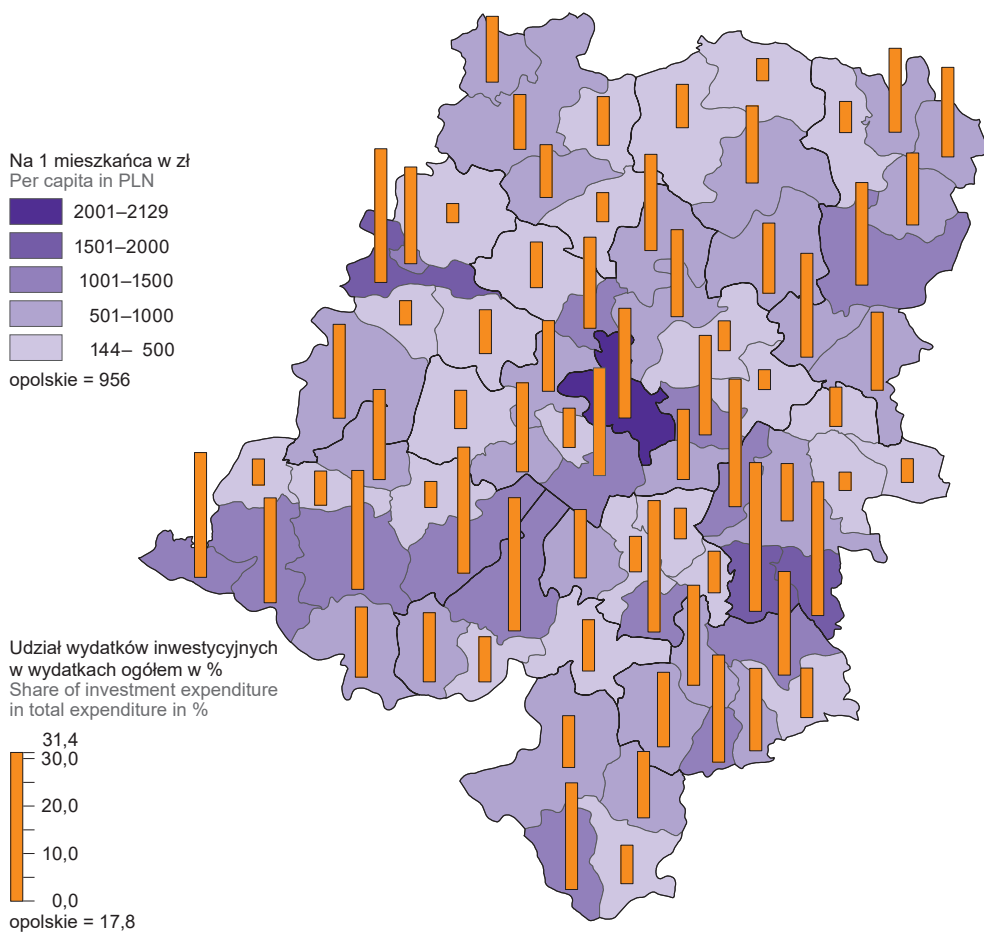 Na 1 mieszkańca w zł
Per capita in PLN
2001–2129
1501–2000
1001–1500
501–1000
144– 500
opolskie = 956
Udział wydatków inwestycyjnych
w wydatkach ogółem w %
Share of investment expenditure
in total expenditure in %
31,4
30,0
20,0
10,0
0,0
opolskie = 17,8